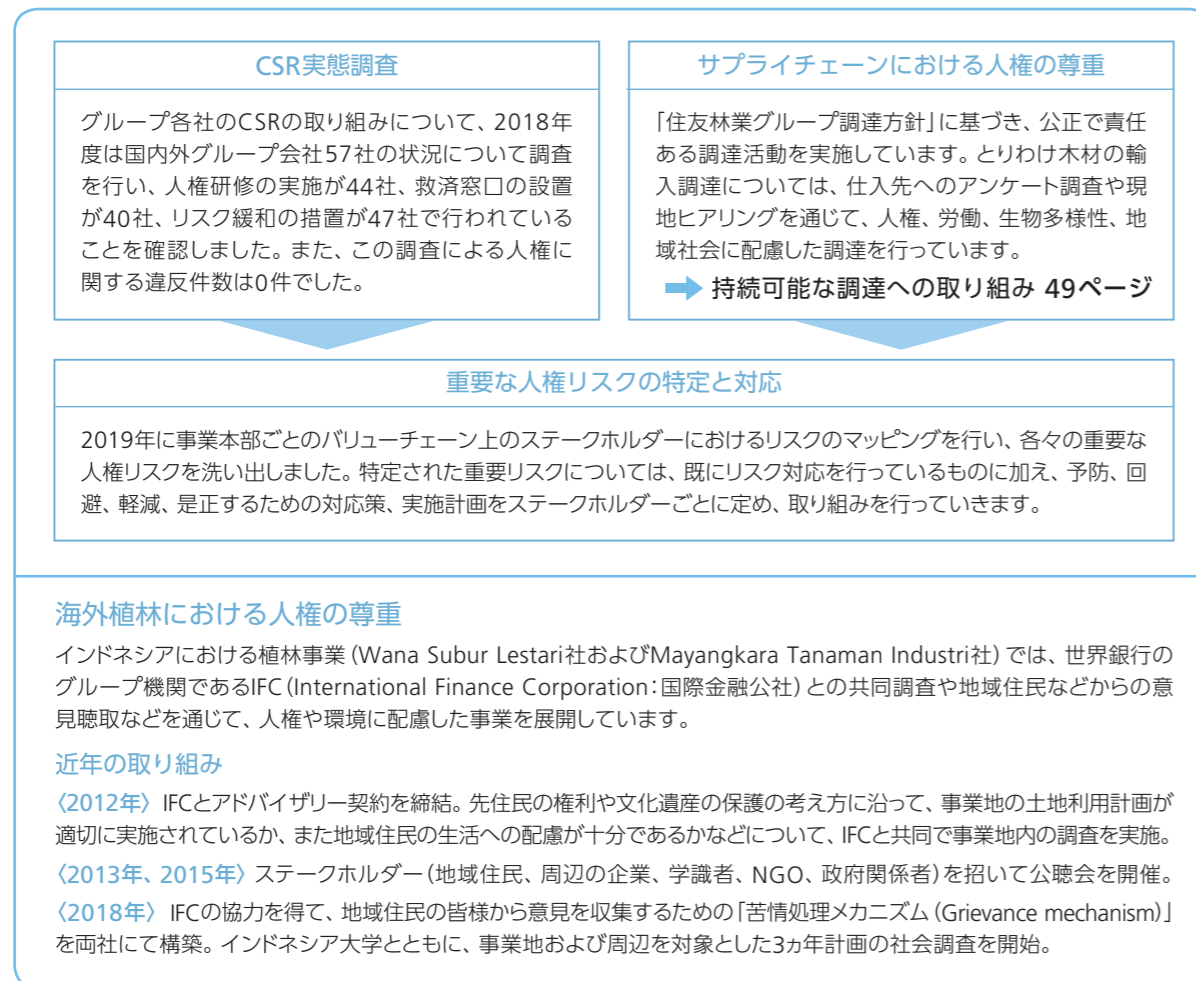 CSR実態調査
グループ各社のCSRの取り組みについて、2018年
度は国内外グループ会社57社の状況について調査
を行い、人権研修の実施が44社、救済窓口の設置
が40社、リスク緩和の措置が47社で行われている
ことを確認しました。また、この調査による人権に
関する違反件数は0件でした。
サプライチェーンにおける人権の尊重
「住友林業グループ調達方針」に基づき、公正で責任
ある調達活動を実施しています。とりわけ木材の輸
入調達については、仕入先へのアンケート調査や現
地ヒアリングを通じて、人権、労働、生物多様性、地
域社会に配慮した調達を行っています。
持続可能な調達への取り組み 49ページ
重要な人権リスクの特定と対応
2019年に事業本部ごとのバリューチェーン上のステークホルダーにおけるリスクのマッピングを行い、各々の重要な
人権リスクを洗い出しました。特定された重要リスクについては、既にリスク対応を行っているものに加え、予防、回
避、軽減、是正するための対応策、実施計画をステークホルダーごとに定め、取り組みを行っていきます。
海外植林における人権の尊重
インドネシアにおける植林事業(Wana Subur Lestari社およびMayangkara Tanaman Industri社)では、世界銀行の
グループ機関であるIFC(International Finance Corporation:国際金融公社)との共同調査や地域住民などからの意
見聴取などを通じて、人権や環境に配慮した事業を展開しています。
近年の取り組み
〈2012年〉 IFCとアドバイザリー契約を締結。先住民の権利や文化遺産の保護の考え方に沿って、事業地の土地利用計画が
適切に実施されているか、また地域住民の生活への配慮が十分であるかなどについて、IFCと共同で事業地内の調査を実施。
〈2013年、2015年〉 ステークホルダー(地域住民、周辺の企業、学識者、NGO、政府関係者)を招いて公聴会を開催。
〈2018年〉 IFCの協力を得て、地域住民の皆様から意見を収集するための「苦情処理メカニズム(Grievance mechanism)」
を両社にて構築。インドネシア大学とともに、事業地および周辺を対象とした3ヵ年計画の社会調査を開始。